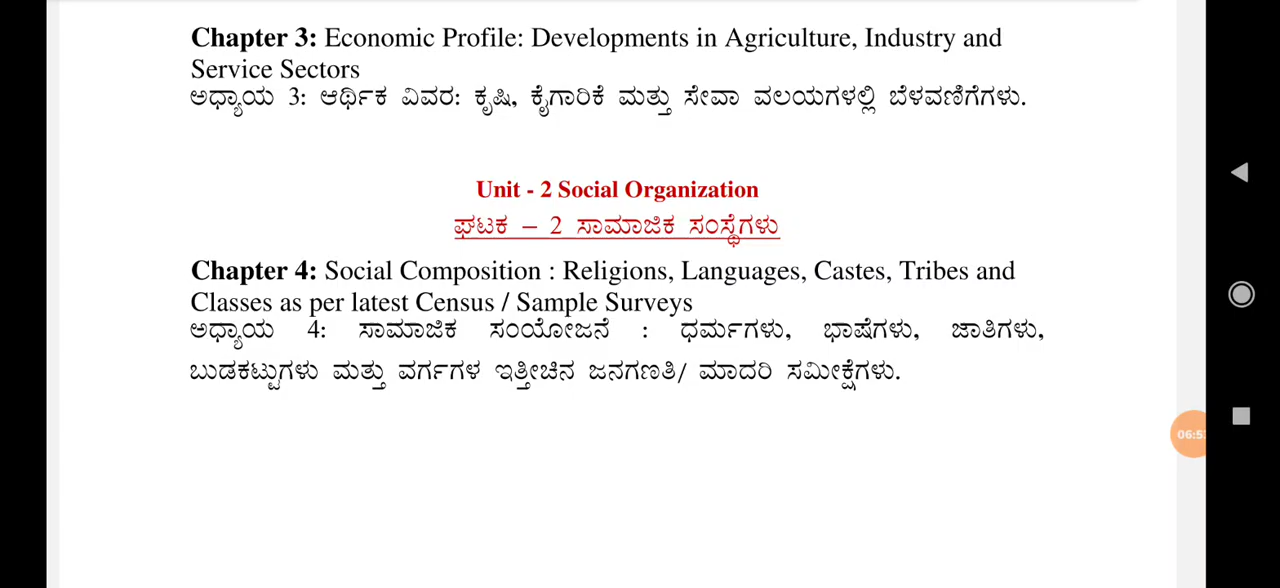 Chapter 3: Economic Profile: Developments in Agriculture, Industry and
Service Sectors
ಅಧ್ಯಾಯ 3: ಆರ್ಥಿಕ ವಿವರ: ಕೃಷಿ, ಕೈಗಾರಿಕೆ ಮತ್ತು ಸೇವಾ ವಲಯಗಳಲ್ಲಿ ಬೆಳವಣಿಗೆಗಳು.
Unit - 2 Social Organization
ಘಟಕ – 2 ಸಾಮಾಜಿಕ ಸಂಸ್ಥೆಗಳು
Chapter 4: Social Composition : Religions, Languages, Castes, Tribes and
Classes as per latest Census / Sample Surveys
ಅಧ್ಯಾಯ 4: ಸಾಮಾಜಿಕ ಸಂಯೋಜನೆ : ಧರ್ಮಗಳು, ಭಾಷೆಗಳು, ಜಾತಿಗಳು,
ಬುಡಕಟ್ಟುಗಳು ಮತ್ತು ವರ್ಗಗಳ ಇತ್ತೀಚಿನ ಜನಗಣತಿ/ ಮಾದರಿ ಸಮೀಕ್ಷೆಗಳು.